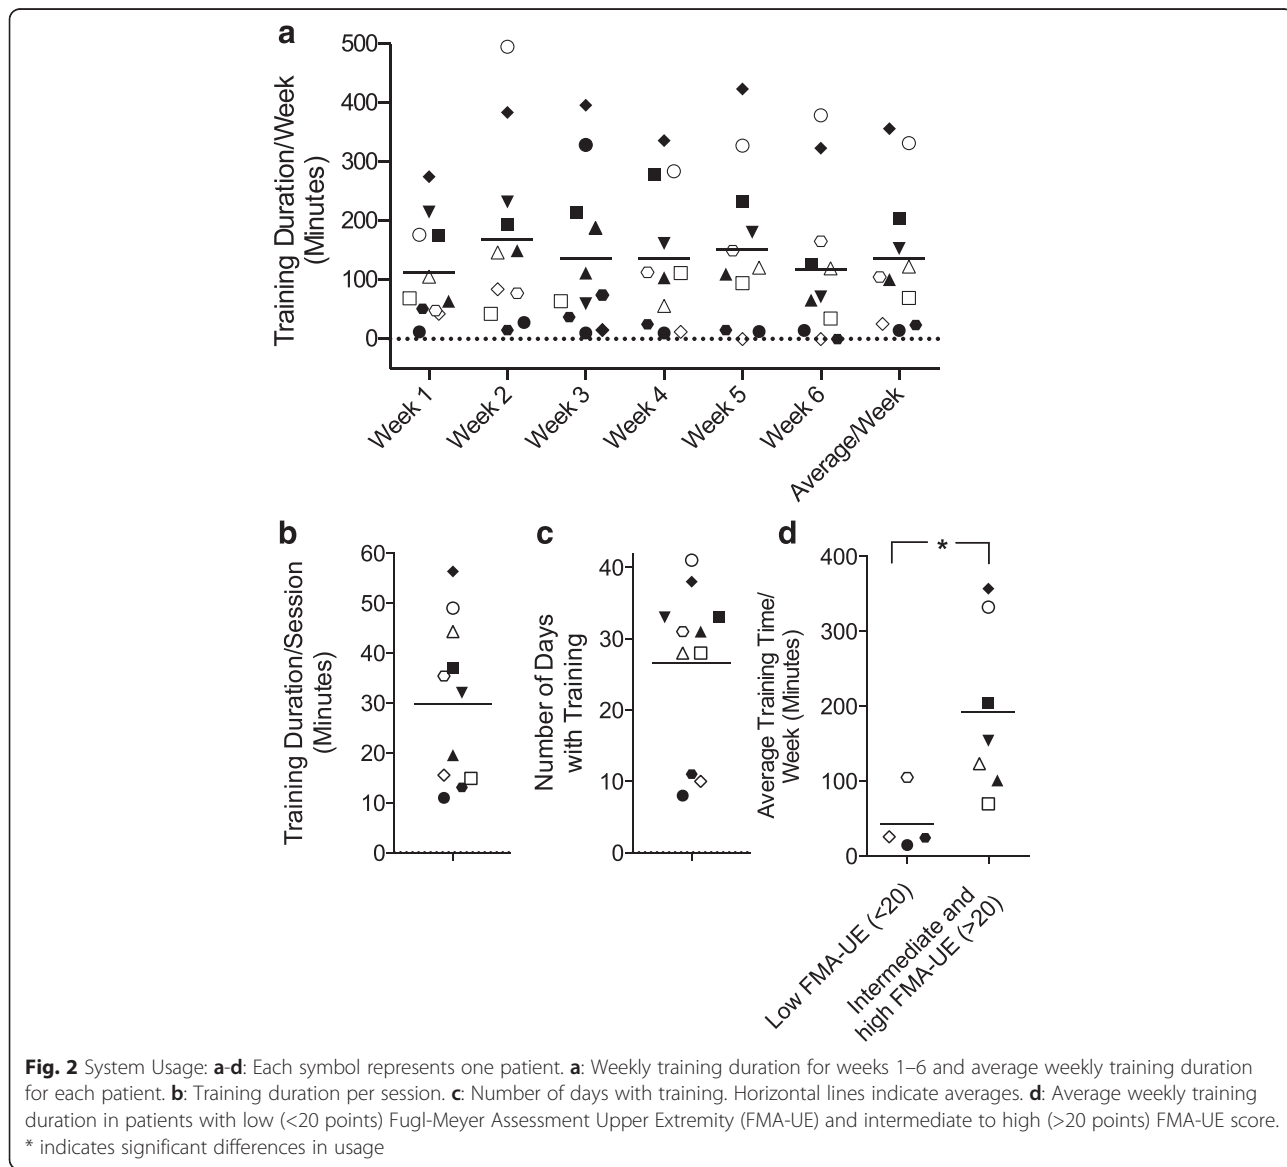 a
Training Duration/Week
(Minutes)
500
400
300
200
100
0
Week 1
Week 2
Week 3
Week 4
Week 5
Week 6
Average/Week
b
Training Duration/Session
(Minutes)
60
50
40
30
20
10
0
c
Number of Days
with Training
40
30
20
10
0
d
Average Training Time/
Week (Minutes)
400
300
200
100
0
*
Low FMA-UE (<20)
Intermediate and
high FMA-UE (>20)
Fig. 2 System Usage: a-d: Each symbol represents one patient. a: Weekly training duration for weeks 1–6 and average weekly training duration
for each patient. b: Training duration per session. c: Number of days with training. Horizontal lines indicate averages. d: Average weekly training
duration in patients with low (<20 points) Fugl-Meyer Assessment Upper Extremity (FMA-UE) and intermediate to high (>20 points) FMA-UE score.
* indicates significant differences in usage